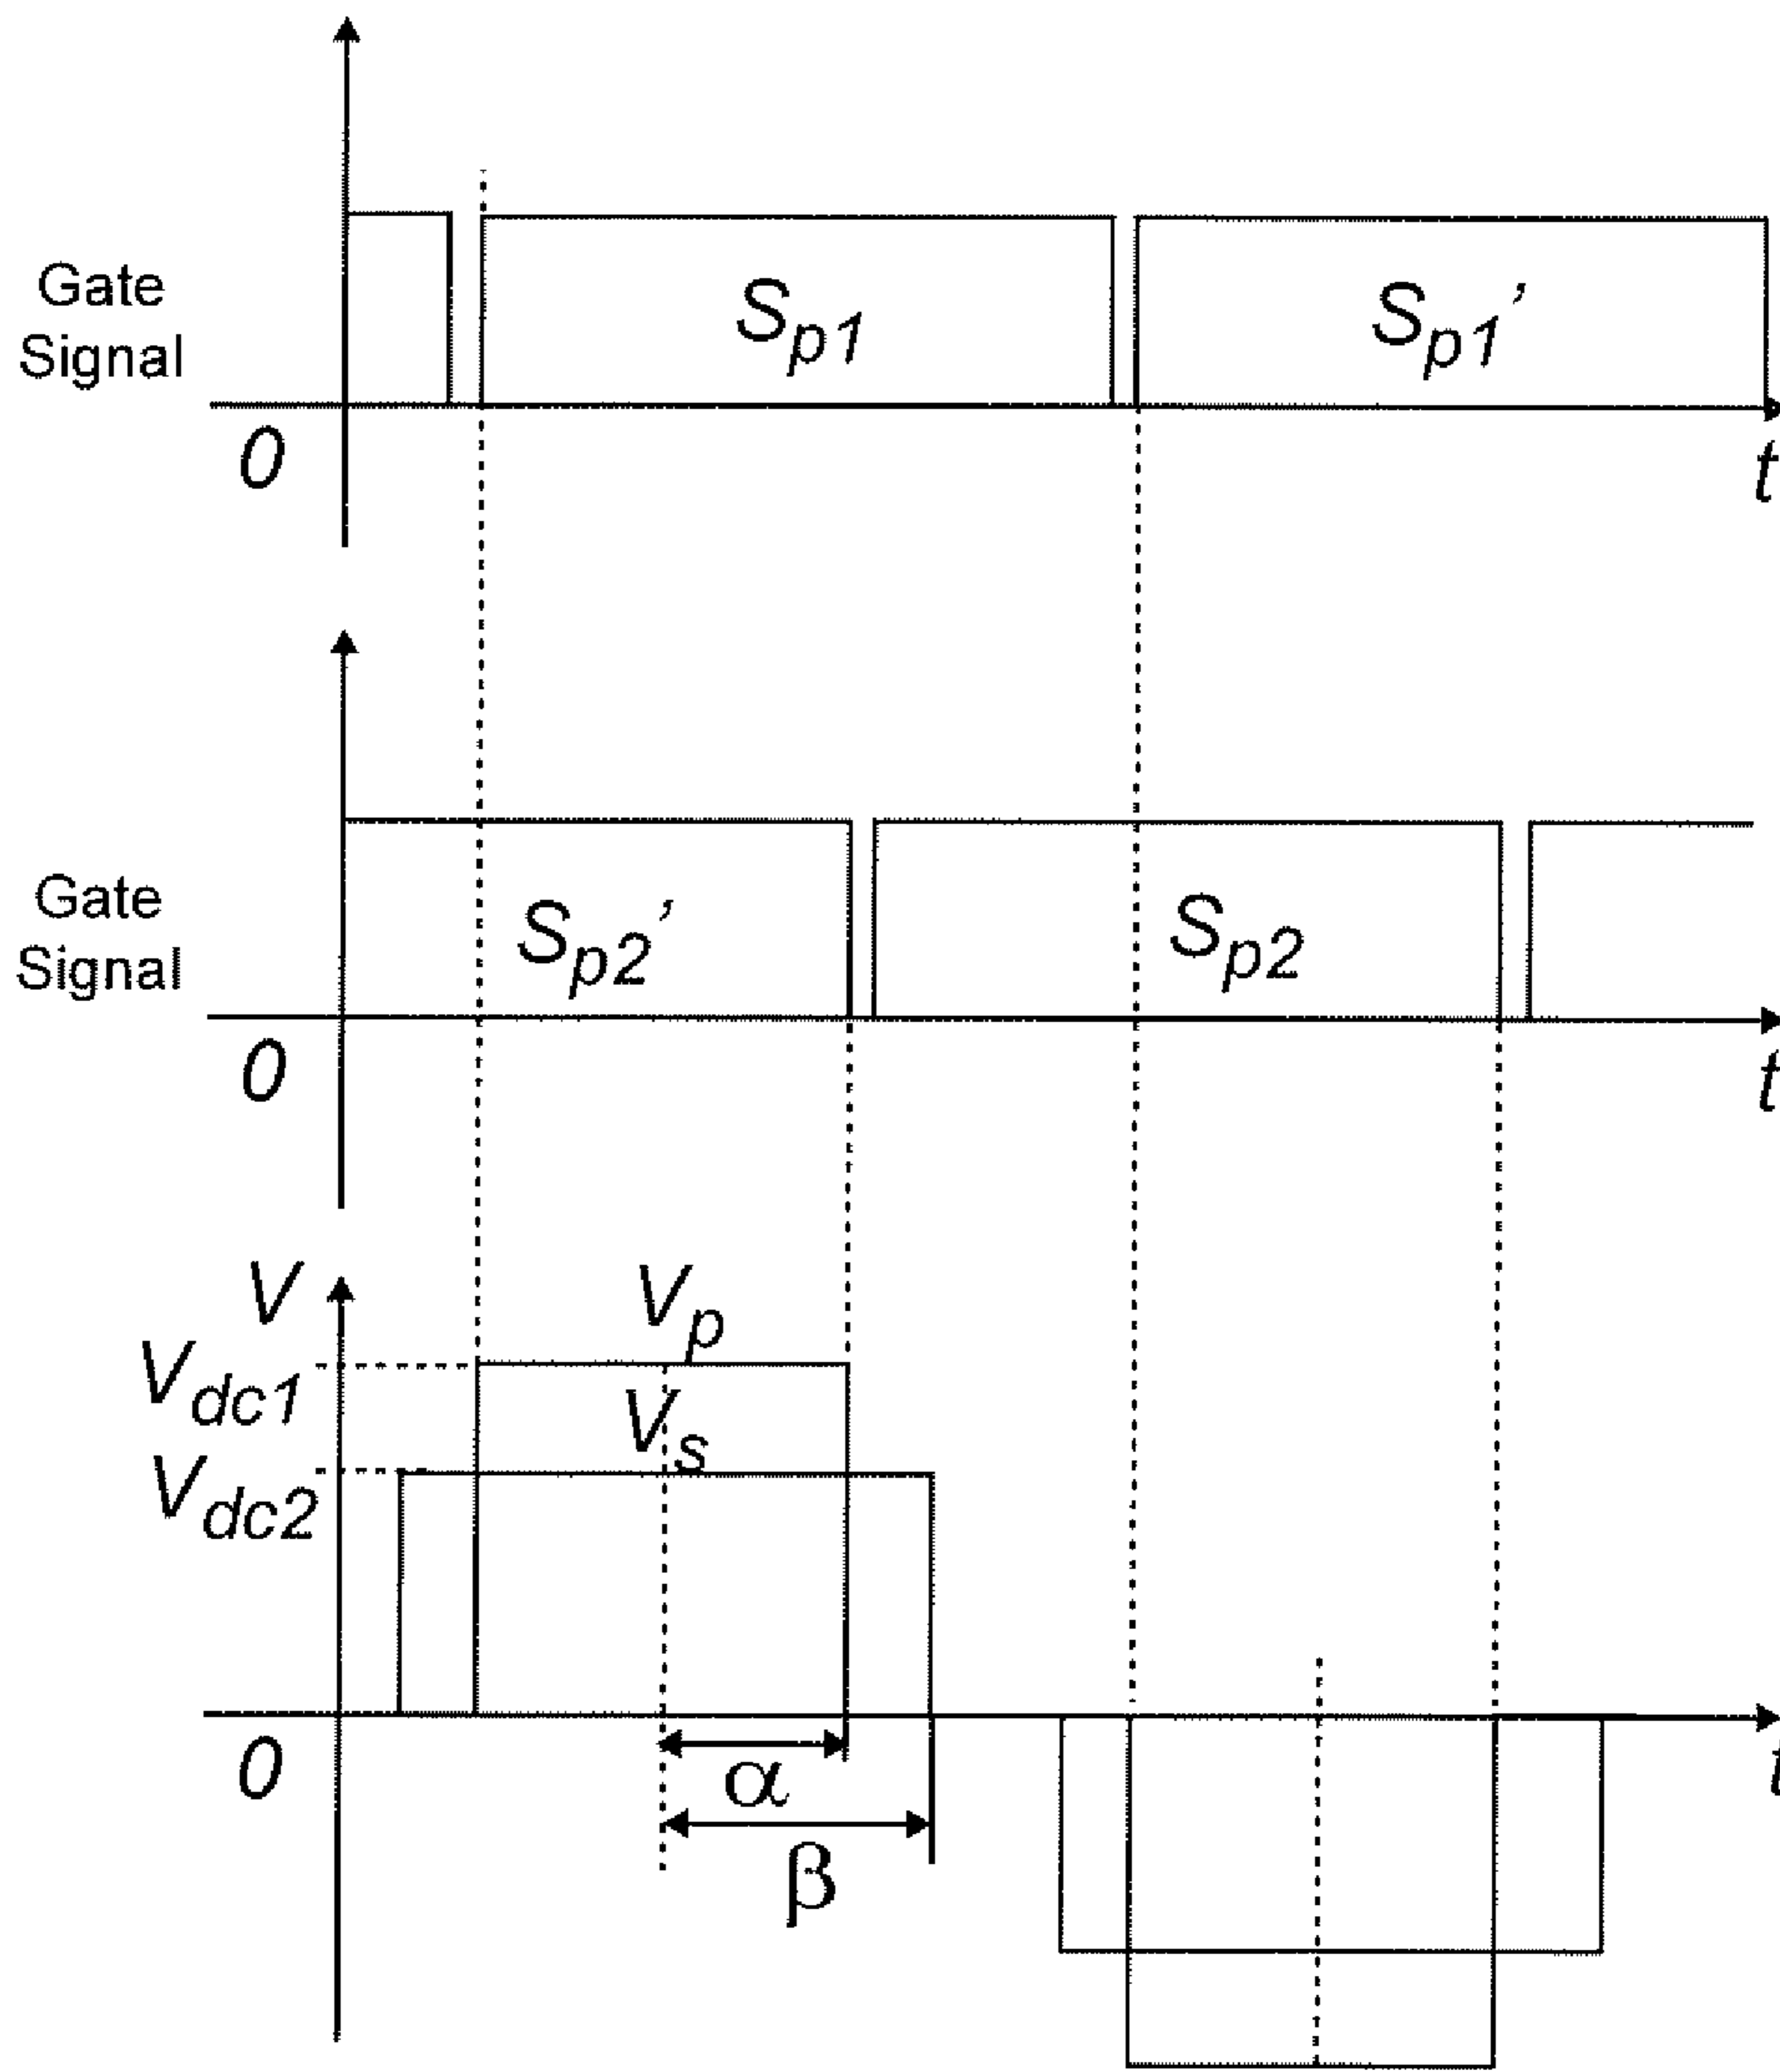 Gate
Signal
S_p1
S_p1'
0
t
Gate
Signal
S_p2'
S_p2
0
t
V
V_p
V_dc1
V_s
V_dc2
0
t
α
β